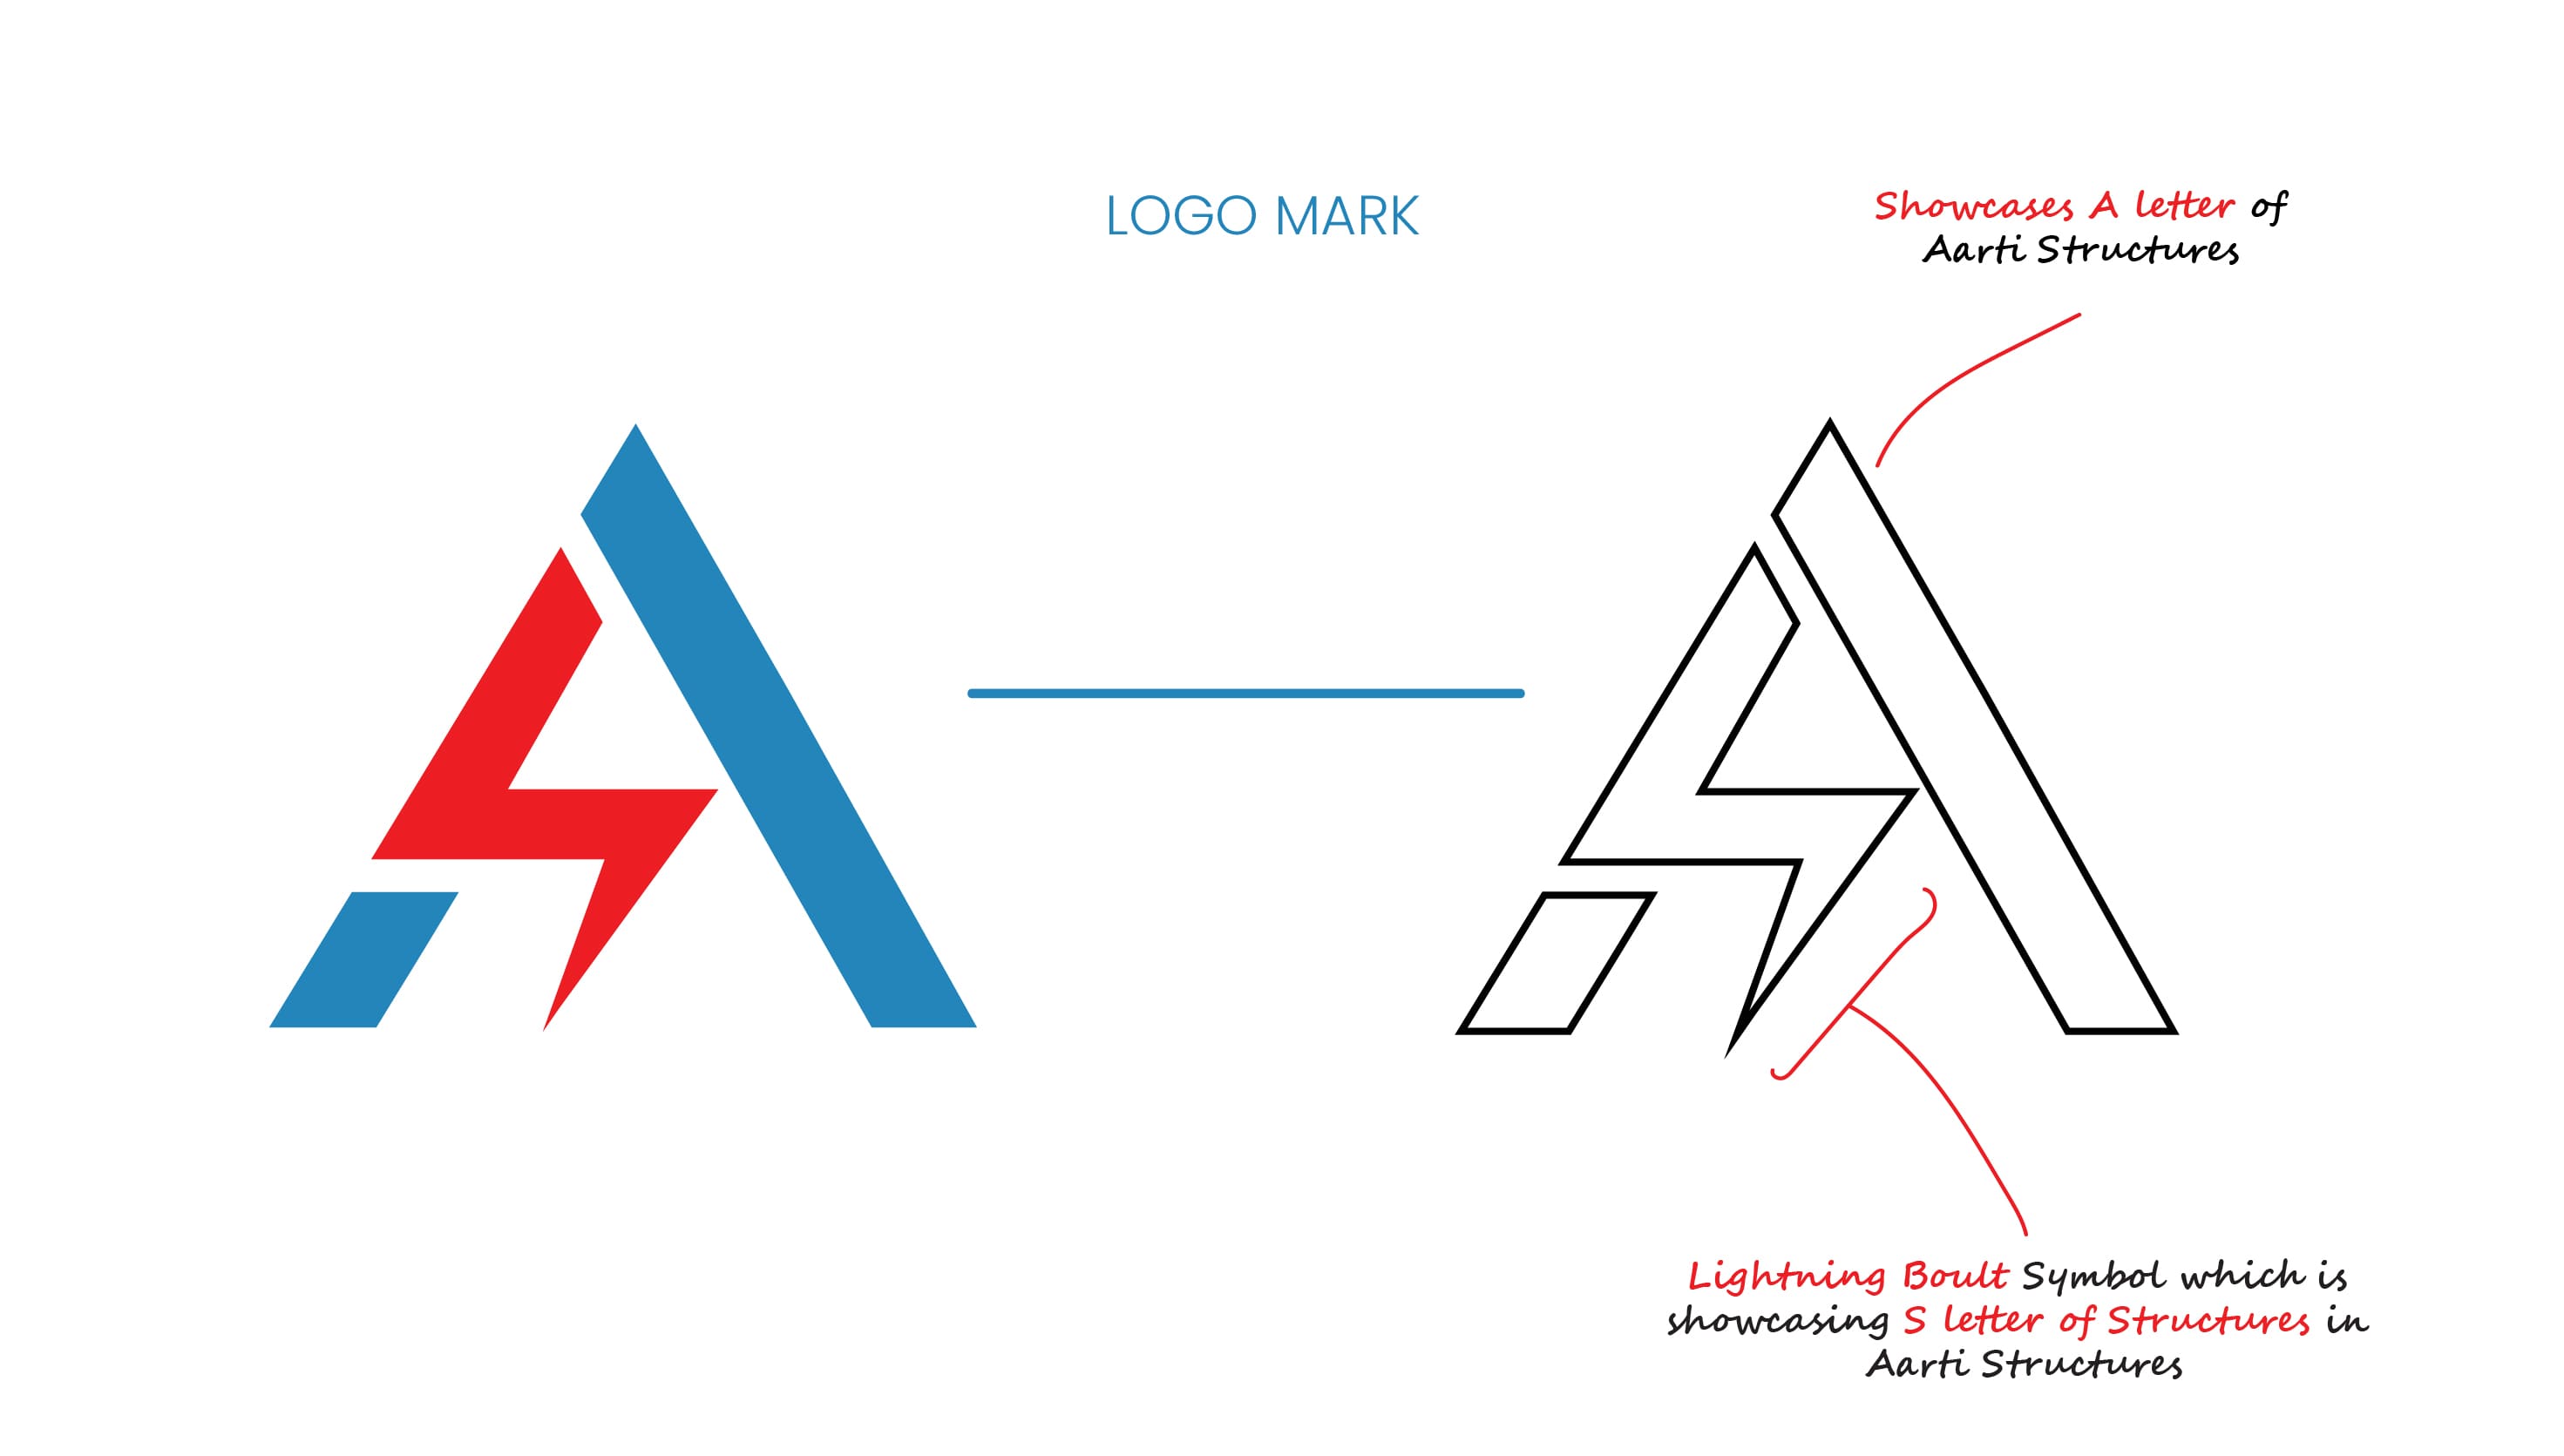 LOGO MARK
Showcases A letter of
Aarti Structures
Lightning Boult Symbol which is
showcasing S letter of Structures in
Aarti Structures